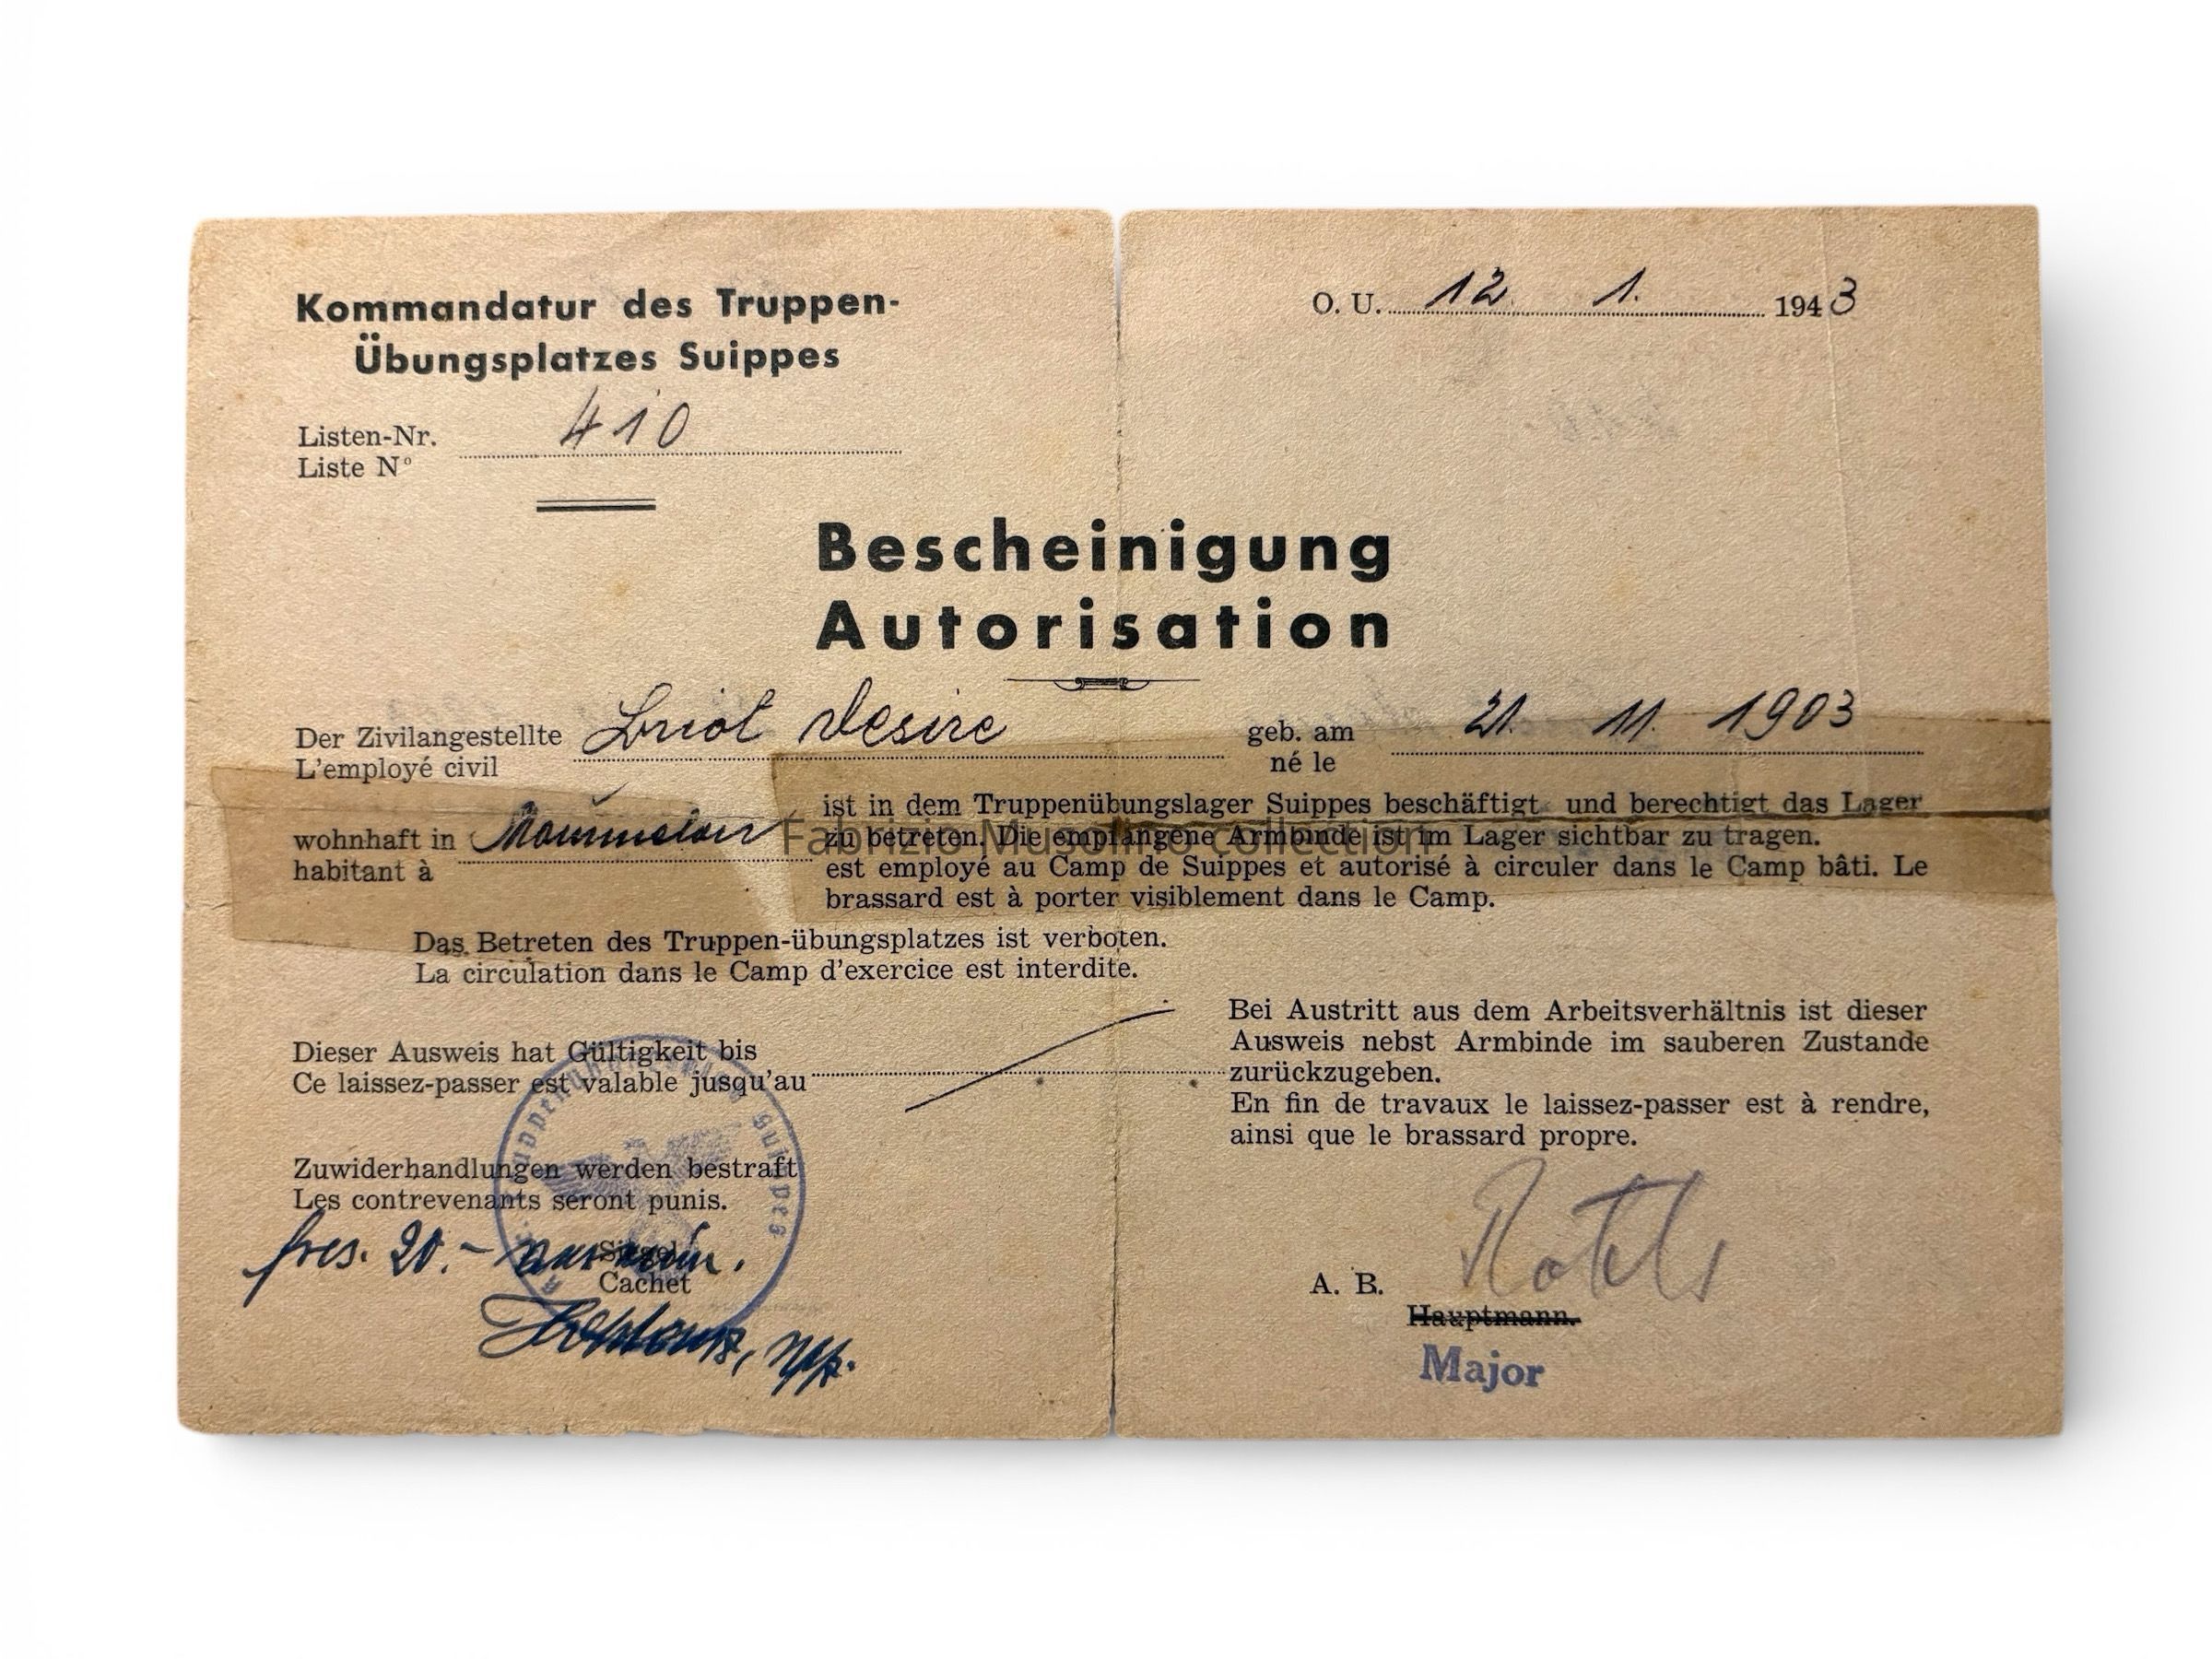 Kommandatur des Truppen-
Übungsplatzes Suippes
O. U. 12. 1. 1943
Listen-Nr. 410
Liste N°
Bescheinigung
Autorisation
Der Zivilangestellte Briot Desire geb. am 21. 11. 1903
L'employé civil né le
ist in dem Truppenübungslager Suippes beschäftigt und berechtigt das Lager
wohnhaft in zu betreten. Die empfangene Armbinde ist im Lager sichtbar zu tragen.
Fabrizio Musolino collection
habitant à est employé au Camp de Suippes et autorisé à circuler dans le Camp bâti. Le
brassard est à porter visiblement dans le Camp.
Das Betreten des Truppen-übungsplatzes ist verboten.
La circulation dans le Camp d'exercice est interdite.
Dieser Ausweis hat Gültigkeit bis
Ce laissez-passer est valable jusqu'au
Bei Austritt aus dem Arbeitsverhältnis ist dieser
Ausweis nebst Armbinde im sauberen Zustande
zurückzugeben.
En fin de travaux le laissez-passer est à rendre,
ainsi que le brassard propre.
Zuwiderhandlungen werden bestraft
Les contrevenants seront punis.
Suippes
frcs. 20.-
Siegel
Cachet
A. B.
Hauptmann.
Major